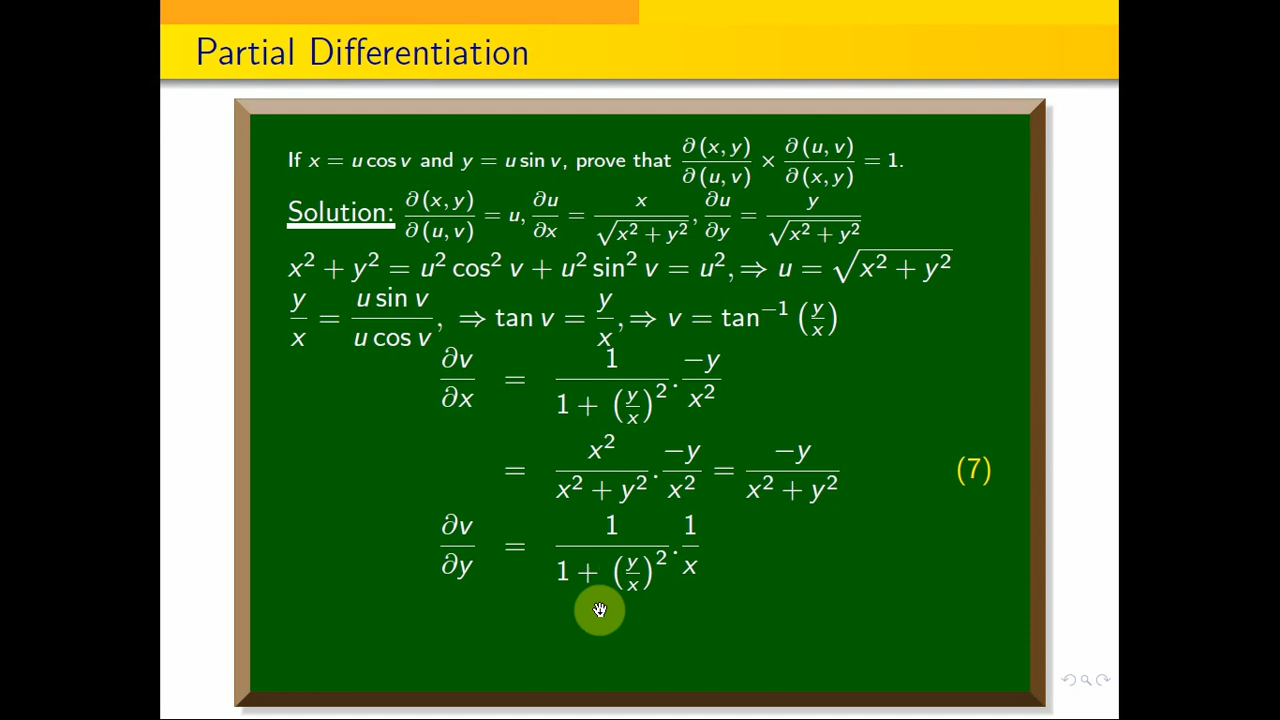 Partial Differentiation
If x = u cos v and y = u sin v, prove that ∂(x, y)/∂(u, v) × ∂(u, v)/∂(x, y) = 1.
Solution: ∂(x, y)/∂(u, v) = u, ∂u/∂x = x/√(x² + y²), ∂u/∂y = y/√(x² + y²)
x² + y² = u² cos² v + u² sin² v = u², ⇒ u = √(x² + y²)
y/x = (u sin v)/(u cos v), ⇒ tan v = y/x, ⇒ v = tan⁻¹ (y/x)
∂v/∂x = 1/(1 + (y/x)²) . −y/x²
= x²/(x² + y²) . −y/x² = −y/(x² + y²) (7)
∂v/∂y = 1/(1 + (y/x)²) . 1/x